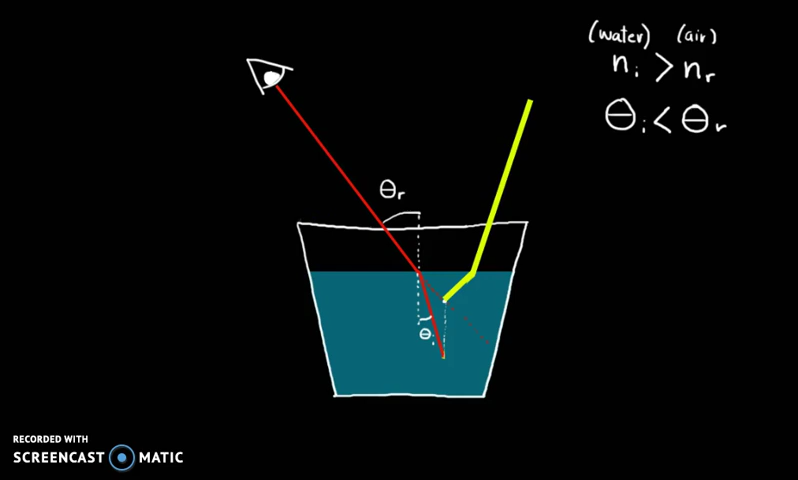 (water) (air)
nᵢ > nᵣ
θᵢ < θᵣ
θᵣ
θᵢ
RECORDED WITH
SCREENCAST MATIC